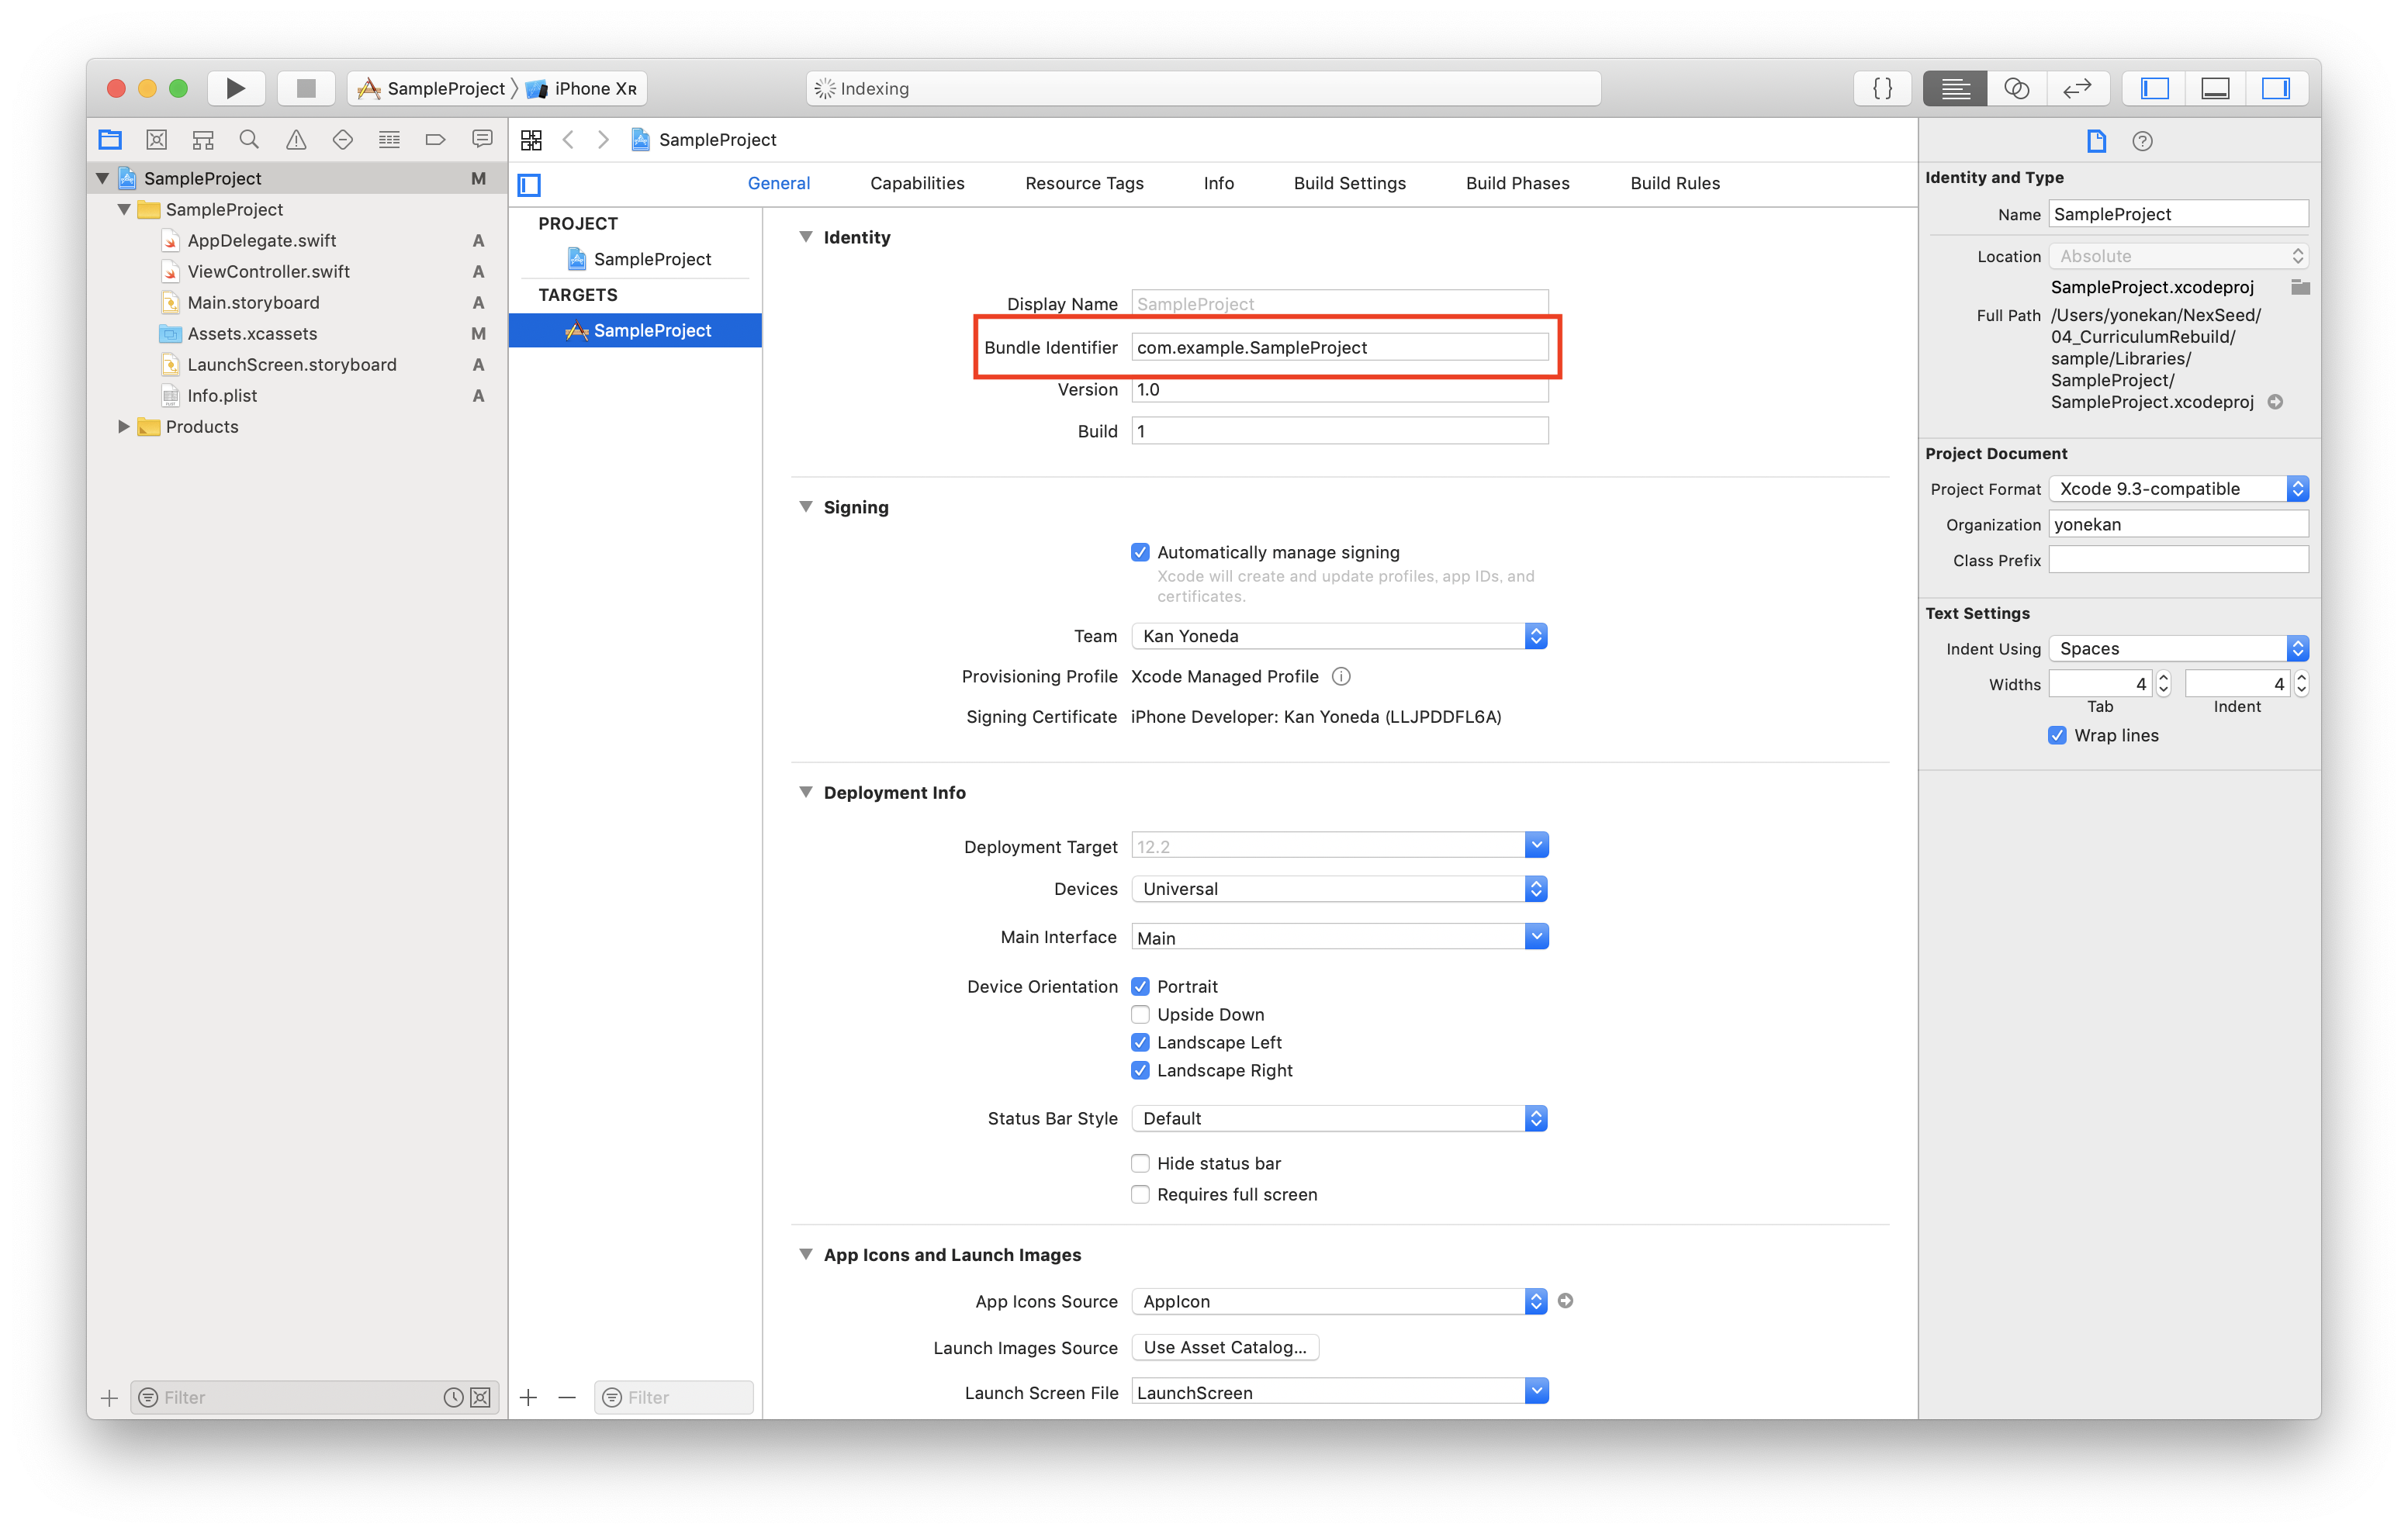 SampleProject 〉 iPhone Xʀ
Indexing
{ }
SampleProject M
SampleProject
AppDelegate.swift A
ViewController.swift A
Main.storyboard A
Assets.xcassets M
LaunchScreen.storyboard A
Info.plist A
Products
Filter
SampleProject
General Capabilities Resource Tags Info Build Settings Build Phases Build Rules
PROJECT
SampleProject
TARGETS
SampleProject
Filter
Identity
Display Name SampleProject
Bundle Identifier com.example.SampleProject
Version 1.0
Build 1
Signing
Automatically manage signing
Xcode will create and update profiles, app IDs, and
certificates.
Team Kan Yoneda
Provisioning Profile Xcode Managed Profile
Signing Certificate iPhone Developer: Kan Yoneda (LLJPDDFL6A)
Deployment Info
Deployment Target 12.2
Devices Universal
Main Interface Main
Device Orientation Portrait
Upside Down
Landscape Left
Landscape Right
Status Bar Style Default
Hide status bar
Requires full screen
App Icons and Launch Images
App Icons Source AppIcon
Launch Images Source Use Asset Catalog...
Launch Screen File LaunchScreen
Identity and Type
Name SampleProject
Location Absolute
SampleProject.xcodeproj
Full Path /Users/yonekan/NexSeed/
04_CurriculumRebuild/
sample/Libraries/
SampleProject/
SampleProject.xcodeproj
Project Document
Project Format Xcode 9.3-compatible
Organization yonekan
Class Prefix
Text Settings
Indent Using Spaces
Widths 4 4
Tab Indent
Wrap lines